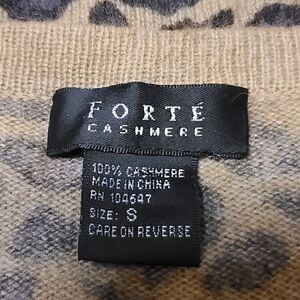 FORTÉ
CASHMERE
100% CASHMERE
MADE IN CHINA
RN 104647
SIZE: S
CARE ON REVERSE